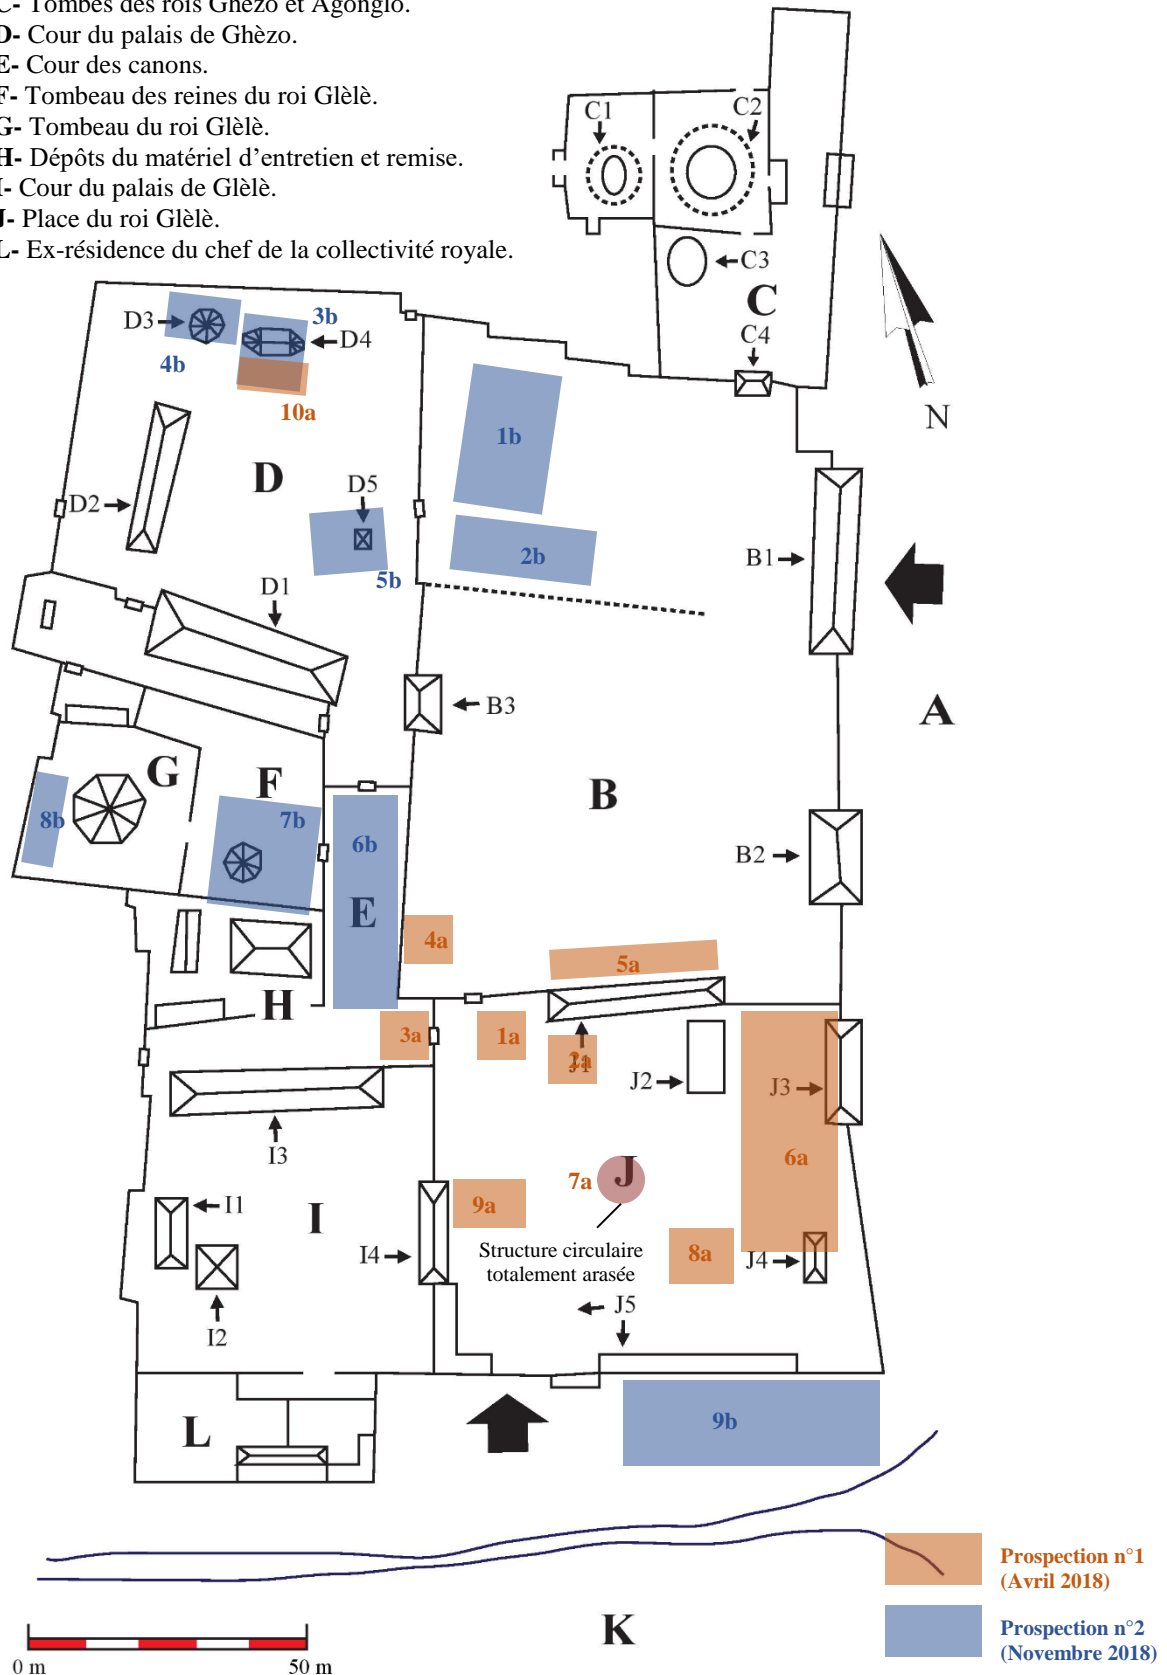 C- Tombes des rois Ghézo et Agonglo.
D- Cour du palais de Ghèzo.
E- Cour des canons.
F- Tombeau des reines du roi Glèlè.
G- Tombeau du roi Glèlè.
H- Dépôts du matériel d’entretien et remise.
I- Cour du palais de Glèlè.
J- Place du roi Glèlè.
L- Ex-résidence du chef de la collectivité royale.
C1
C2
C3
C
C4
N
D3
3b
D4
4b
10a
1b
D
D5
D2
2b
5b
B1
D1
B3
A
G
F
B
8b
7b
6b
B2
E
4a
5a
H
3a
1a
2a
J1
J2
J3
I3
6a
7a
J
I1
9a
I
I4
Structure circulaire
totalement arasée
8a
J4
J5
I2
L
9b
Prospection n°1
(Avril 2018)
K
Prospection n°2
(Novembre 2018)
0 m
50 m